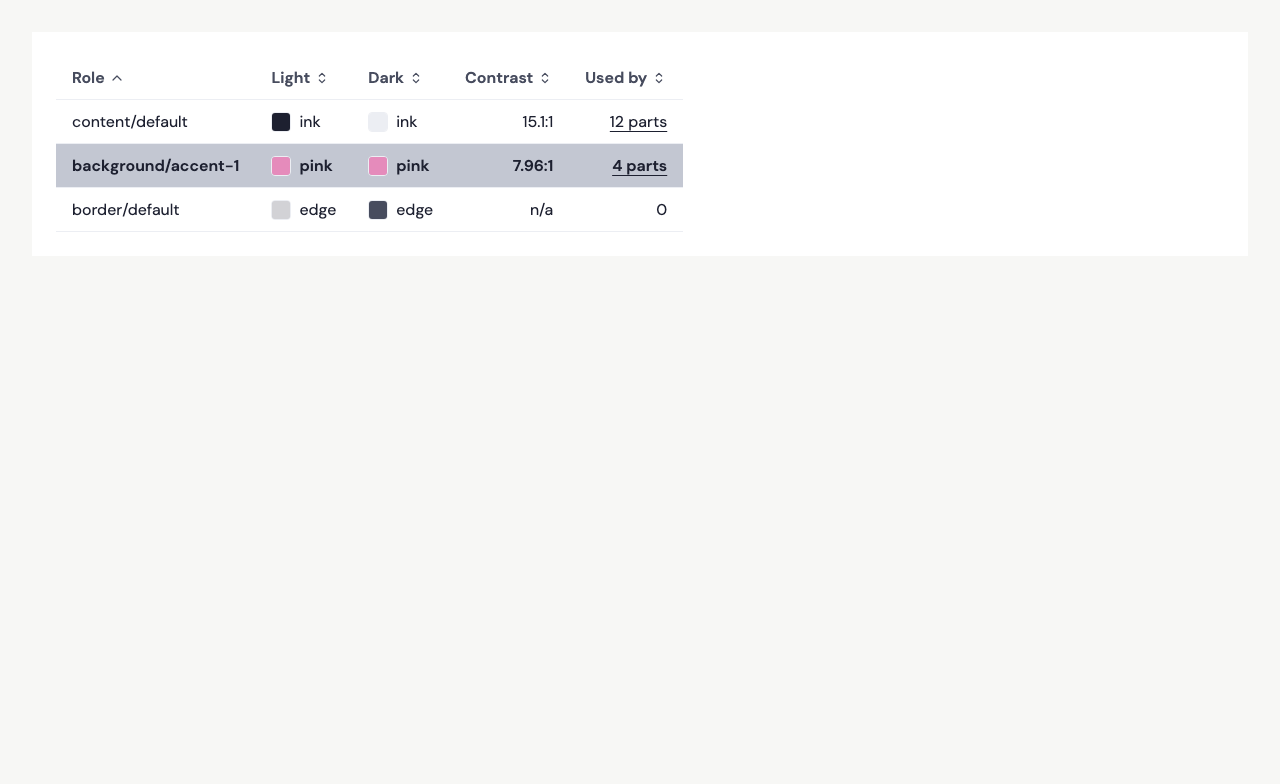 Role Light Dark Contrast Used by
content/default ink ink 15.1:1 12 parts
background/accent-1 pink pink 7.96:1 4 parts
border/default edge edge n/a 0